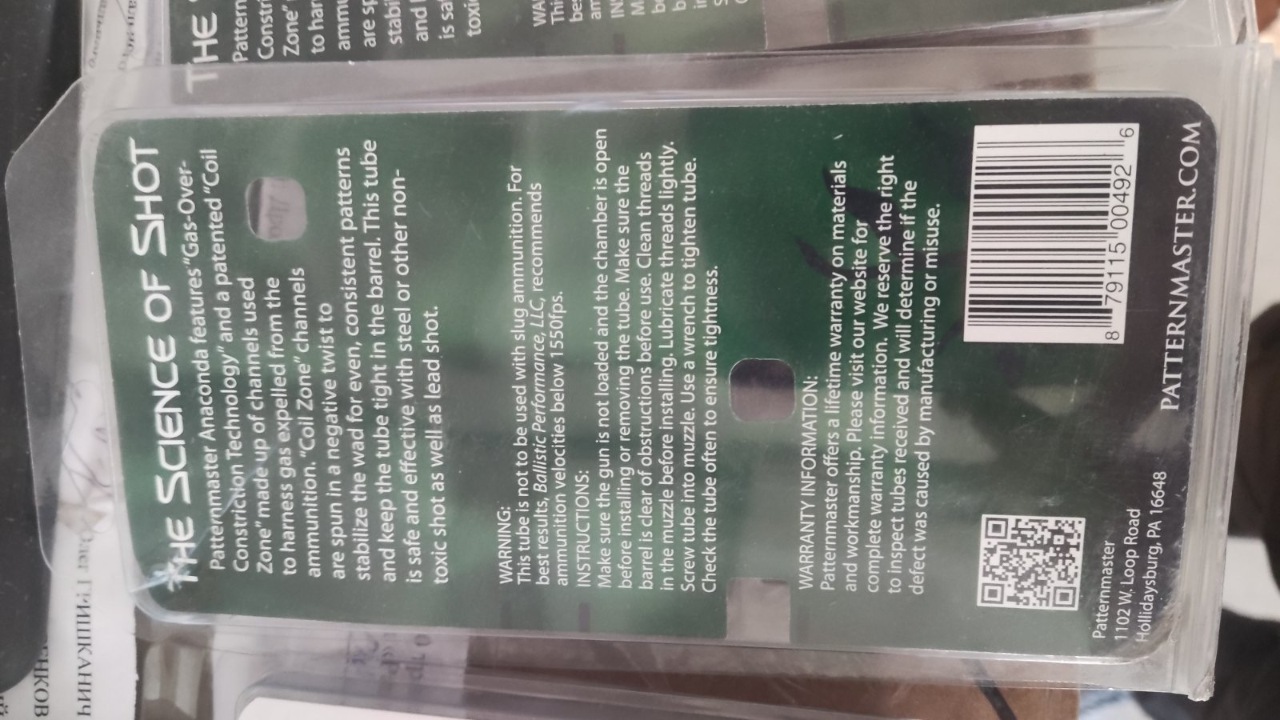 THE SCIENCE OF SHOT
Patternmaster Anaconda features "Gas-Over-
Constriction Technology" and a patented "Coil
Zone" made up of channels used
to harness gas expelled from the
ammunition. "Coil Zone" channels
are spun in a negative twist to
stabilize the wad for even, consistent patterns
and keep the tube tight in the barrel. This tube
is safe and effective with steel or other non-
toxic shot as well as lead shot.
WARNING:
This tube is not to be used with slug ammunition. For
best results, Ballistic Performance, LLC, recommends
ammunition velocities below 1550fps.
INSTRUCTIONS:
Make sure the gun is not loaded and the chamber is open
before installing or removing the tube. Make sure the
barrel is clear of obstructions before use. Clean threads
in the muzzle before installing. Lubricate threads lightly.
Screw tube into muzzle. Use a wrench to tighten tube.
Check the tube often to ensure tightness.
WARRANTY INFORMATION:
Patternmaster offers a lifetime warranty on materials
and workmanship. Please visit our website for
complete warranty information. We reserve the right
to inspect tubes received and will determine if the
defect was caused by manufacturing or misuse.
8 79115 00492 6
Patternmaster
1102 W. Loop Road
Hollidaysburg, PA 16648
PATTERNMASTER.COM
THE
Zone"
to har
are sp
ГРИШКАНИЧ